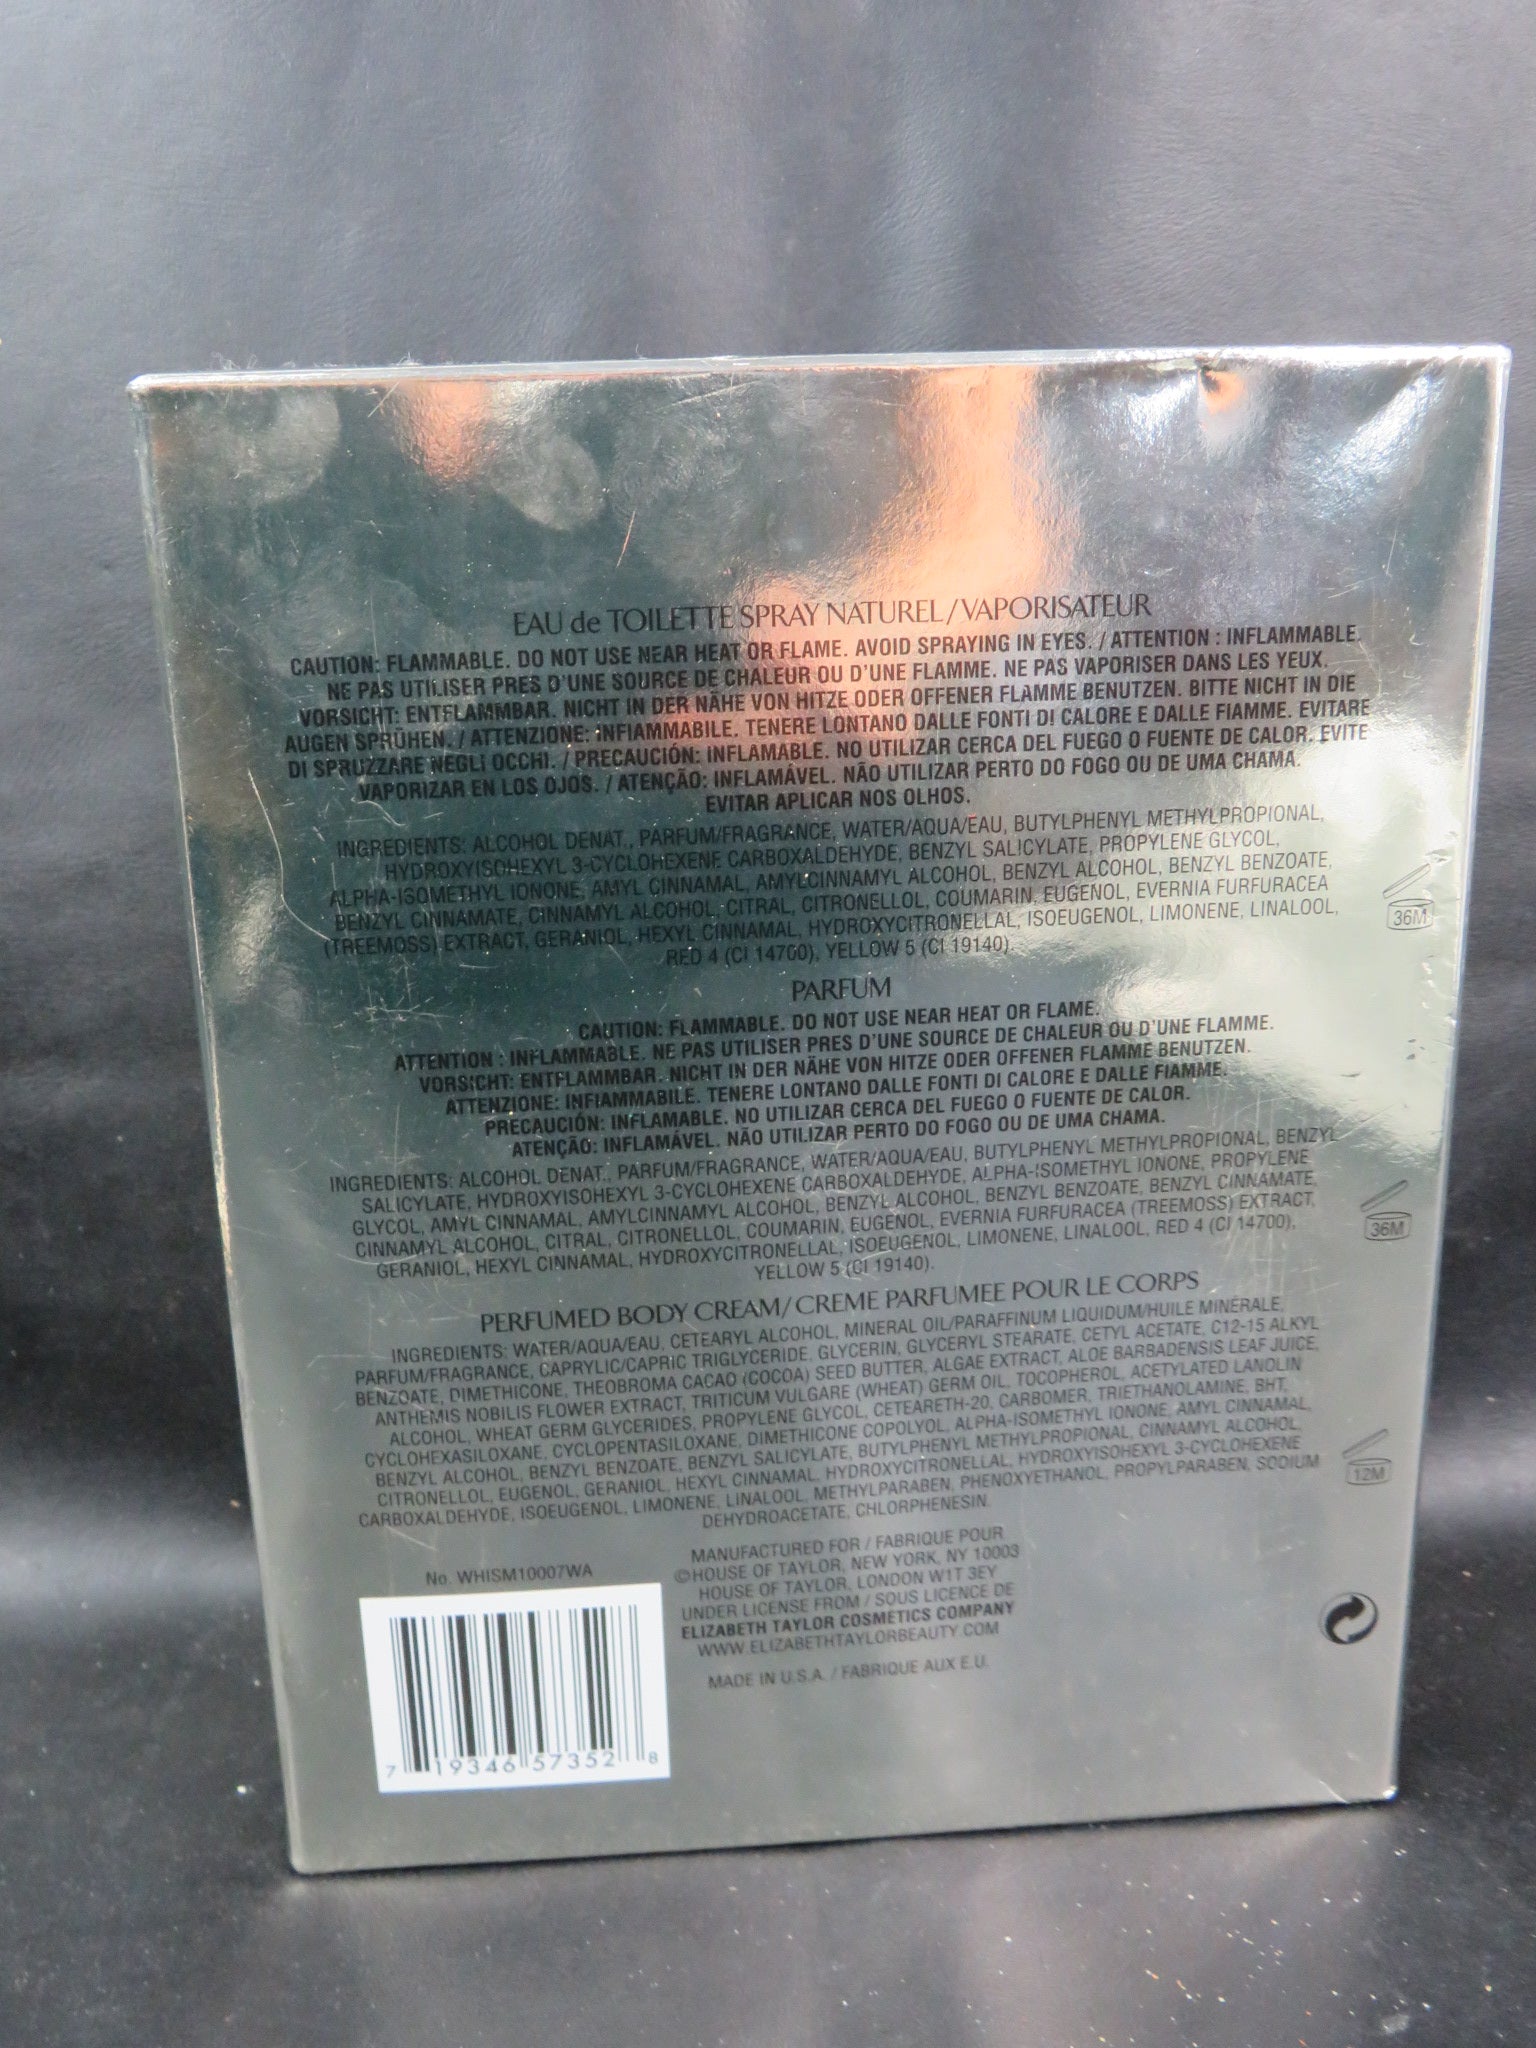 EAU de TOILETTE SPRAY NATUREL/VAPORISATEUR
CAUTION: FLAMMABLE. DO NOT USE NEAR HEAT OR FLAME. AVOID SPRAYING IN EYES. / ATTENTION : INFLAMMABLE.
NE PAS UTILISER PRES D'UNE SOURCE DE CHALEUR OU D'UNE FLAMME. NE PAS VAPORISER DANS LES YEUX.
VORSICHT: ENTFLAMMBAR. NICHT IN DER NÄHE VON HITZE ODER OFFENER FLAMME BENUTZEN. BITTE NICHT IN DIE
AUGEN SPRÜHEN. / ATTENZIONE: INFIAMMABILE. TENERE LONTANO DALLE FONTI DI CALORE E DALLE FIAMME. EVITARE
DI SPRUZZARE NEGLI OCCHI. / PRECAUCIÓN: INFLAMABLE. NO UTILIZAR CERCA DEL FUEGO O FUENTE DE CALOR. EVITE
VAPORIZAR EN LOS OJOS. / ATENÇÃO: INFLAMÁVEL. NÃO UTILIZAR PERTO DO FOGO OU DE UMA CHAMA.
EVITAR APLICAR NOS OLHOS.
INGREDIENTS: ALCOHOL DENAT., PARFUM/FRAGRANCE, WATER/AQUA/EAU, BUTYLPHENYL METHYLPROPIONAL,
HYDROXYISOHEXYL 3-CYCLOHEXENE CARBOXALDEHYDE, BENZYL SALICYLATE, PROPYLENE GLYCOL,
ALPHA-ISOMETHYL IONONE, AMYL CINNAMAL, AMYLCINNAMYL ALCOHOL, BENZYL ALCOHOL, BENZYL BENZOATE,
BENZYL CINNAMATE, CINNAMYL ALCOHOL, CITRAL, CITRONELLOL, COUMARIN, EUGENOL, EVERNIA FURFURACEA
(TREEMOSS) EXTRACT, GERANIOL, HEXYL CINNAMAL, HYDROXYCITRONELLAL, ISOEUGENOL, LIMONENE, LINALOOL,
RED 4 (CI 14700), YELLOW 5 (CI 19140).
36M
PARFUM
CAUTION: FLAMMABLE. DO NOT USE NEAR HEAT OR FLAME.
ATTENTION : INFLAMMABLE. NE PAS UTILISER PRES D'UNE SOURCE DE CHALEUR OU D'UNE FLAMME.
VORSICHT: ENTFLAMMBAR. NICHT IN DER NÄHE VON HITZE ODER OFFENER FLAMME BENUTZEN.
ATTENZIONE: INFIAMMABILE. TENERE LONTANO DALLE FONTI DI CALORE E DALLE FIAMME.
PRECAUCIÓN: INFLAMABLE. NO UTILIZAR CERCA DEL FUEGO O FUENTE DE CALOR.
ATENÇÃO: INFLAMÁVEL. NÃO UTILIZAR PERTO DO FOGO OU DE UMA CHAMA.
INGREDIENTS: ALCOHOL DENAT., PARFUM/FRAGRANCE, WATER/AQUA/EAU, BUTYLPHENYL METHYLPROPIONAL, BENZYL
SALICYLATE, HYDROXYISOHEXYL 3-CYCLOHEXENE CARBOXALDEHYDE, ALPHA-ISOMETHYL IONONE, PROPYLENE
GLYCOL, AMYL CINNAMAL, AMYLCINNAMYL ALCOHOL, BENZYL ALCOHOL, BENZYL BENZOATE, BENZYL CINNAMATE,
CINNAMYL ALCOHOL, CITRAL, CITRONELLOL, COUMARIN, EUGENOL, EVERNIA FURFURACEA (TREEMOSS) EXTRACT,
GERANIOL, HEXYL CINNAMAL, HYDROXYCITRONELLAL, ISOEUGENOL, LIMONENE, LINALOOL, RED 4 (CI 14700),
YELLOW 5 (CI 19140).
36M
PERFUMED BODY CREAM/CREME PARFUMEE POUR LE CORPS
INGREDIENTS: WATER/AQUA/EAU, CETEARYL ALCOHOL, MINERAL OIL/PARAFFINUM LIQUIDUM/HUILE MINÉRALE,
PARFUM/FRAGRANCE, CAPRYLIC/CAPRIC TRIGLYCERIDE, GLYCERIN, GLYCERYL STEARATE, CETYL ACETATE, C12-15 ALKYL
BENZOATE, DIMETHICONE, THEOBROMA CACAO (COCOA) SEED BUTTER, ALGAE EXTRACT, ALOE BARBADENSIS LEAF JUICE,
ANTHEMIS NOBILIS FLOWER EXTRACT, TRITICUM VULGARE (WHEAT) GERM OIL, TOCOPHEROL, ACETYLATED LANOLIN
ALCOHOL, WHEAT GERM GLYCERIDES, PROPYLENE GLYCOL, CETEARETH-20, CARBOMER, TRIETHANOLAMINE, BHT,
CYCLOHEXASILOXANE, CYCLOPENTASILOXANE, DIMETHICONE COPOLYOL, ALPHA-ISOMETHYL IONONE, AMYL CINNAMAL,
BENZYL ALCOHOL, BENZYL BENZOATE, BENZYL SALICYLATE, BUTYLPHENYL METHYLPROPIONAL, CINNAMYL ALCOHOL,
CITRONELLOL, EUGENOL, GERANIOL, HEXYL CINNAMAL, HYDROXYCITRONELLAL, HYDROXYISOHEXYL 3-CYCLOHEXENE
CARBOXALDEHYDE, ISOEUGENOL, LIMONENE, LINALOOL, METHYLPARABEN, PHENOXYETHANOL, PROPYLPARABEN, SODIUM
DEHYDROACETATE, CHLORPHENESIN.
12M
MANUFACTURED FOR / FABRIQUE POUR
©HOUSE OF TAYLOR, NEW YORK, NY 10003
HOUSE OF TAYLOR, LONDON W1T 3EY
UNDER LICENSE FROM / SOUS LICENCE DE
ELIZABETH TAYLOR COSMETICS COMPANY
WWW.ELIZABETHTAYLORBEAUTY.COM
MADE IN U.S.A. / FABRIQUE AUX E.U.
No. WHISM10007WA
7 19346 57352 8